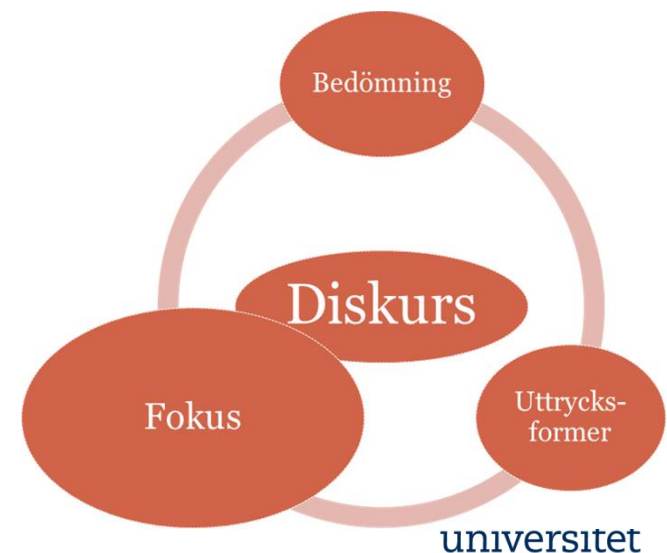 Bedömning
Diskurs
Fokus
Uttrycks-
former
universitet